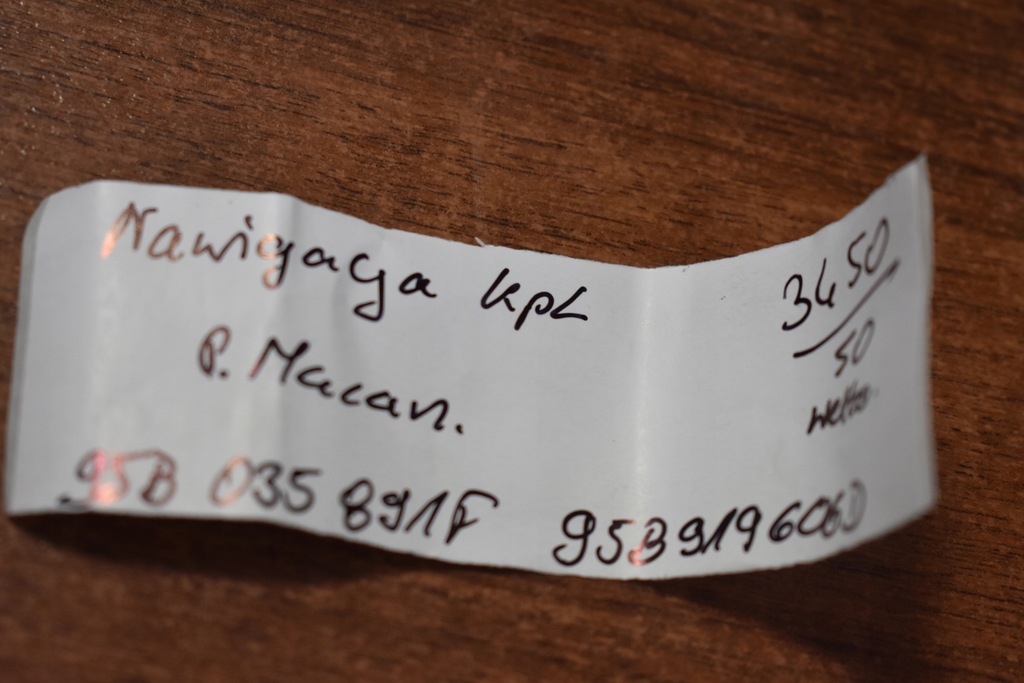 Nawigacja kpl
P. Macan.
95B 035 891F 95B919606D
3450
50
netto.